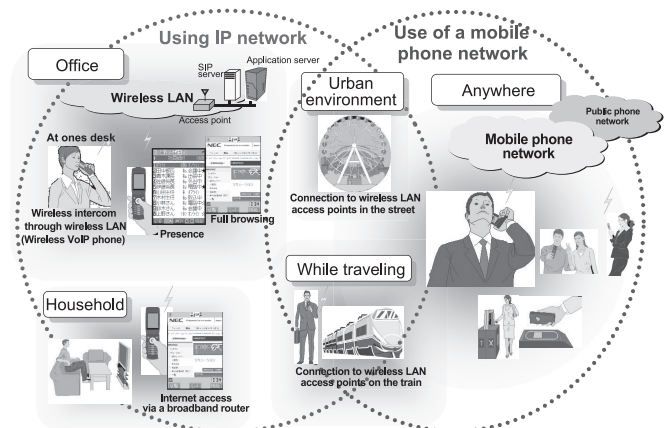 Using IP network
Use of a mobile
phone network
Office
Application server
SIP
server
Wireless LAN
Access point
At ones desk
Wireless intercom
through wireless LAN
(Wireless VoIP phone)
Presence
Full browsing
NEC
Urban
environment
Connection to wireless LAN
access points in the street
Anywhere
Public phone
network
Mobile phone
network
While traveling
Connection to wireless LAN
access points on the train
Household
NEC
Internet access
via a broadband router